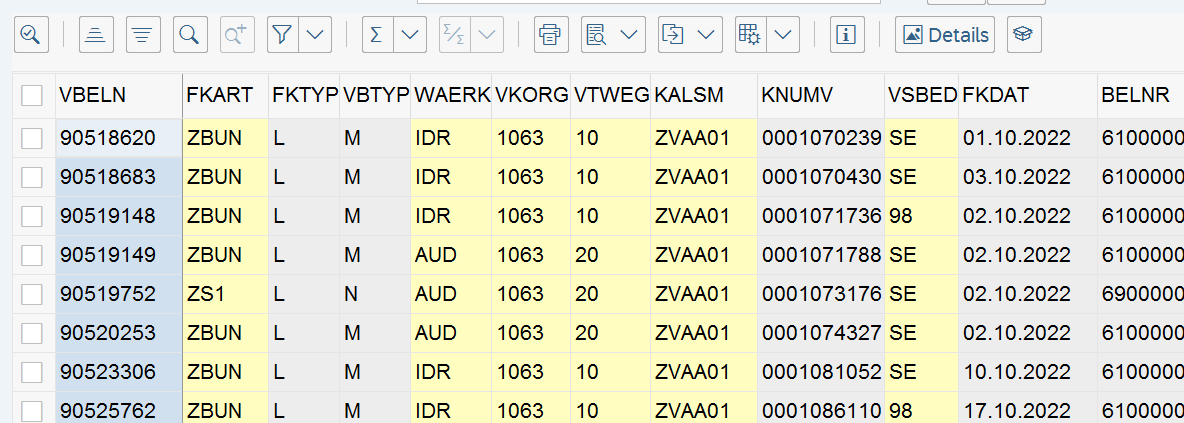 Details
VBELN FKART FKTYP VBTYP WAERK VKORG VTWEG KALSM KNUMV VSBED FKDAT BELNR
90518620 ZBUN L M IDR 1063 10 ZVAA01 0001070239 SE 01.10.2022 6100000
90518683 ZBUN L M IDR 1063 10 ZVAA01 0001070430 SE 03.10.2022 6100000
90519148 ZBUN L M IDR 1063 10 ZVAA01 0001071736 98 02.10.2022 6100000
90519149 ZBUN L M AUD 1063 20 ZVAA01 0001071788 SE 02.10.2022 6100000
90519752 ZS1 L N AUD 1063 20 ZVAA01 0001073176 SE 02.10.2022 6900000
90520253 ZBUN L M AUD 1063 20 ZVAA01 0001074327 SE 02.10.2022 6100000
90523306 ZBUN L M IDR 1063 10 ZVAA01 0001081052 SE 10.10.2022 6100000
90525762 ZBUN L M IDR 1063 10 ZVAA01 0001086110 98 17.10.2022 6100000